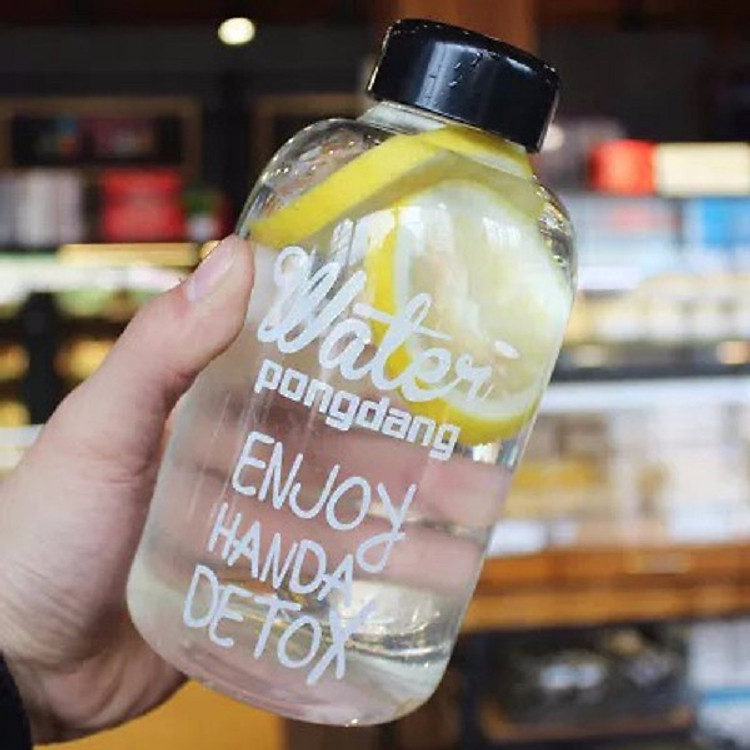 Water
pongdang
ENJOY
HANDA
DETOX